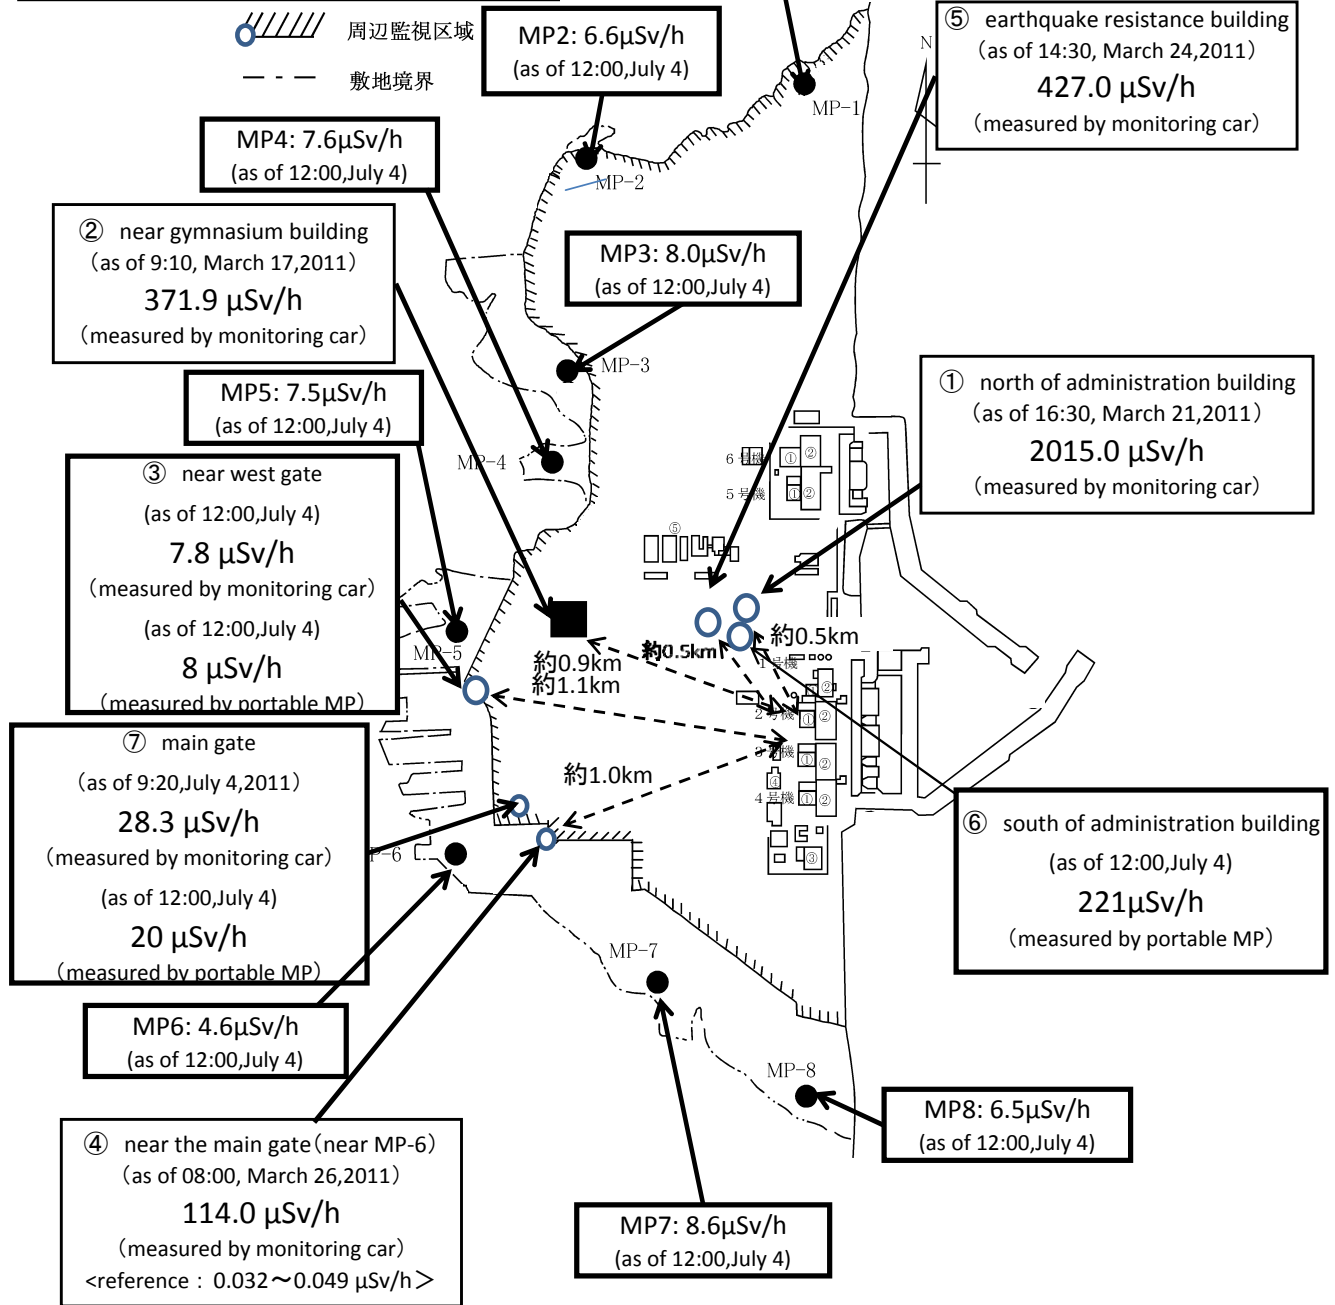 周辺監視区域
敷地境界
MP2: 6.6μSv/h
(as of 12:00,July 4)
⑤ earthquake resistance building
(as of 14:30, March 24,2011)
427.0 μSv/h
(measured by monitoring car)
N
MP-1
MP4: 7.6μSv/h
(as of 12:00,July 4)
MP-2
② near gymnasium building
(as of 9:10, March 17,2011)
371.9 μSv/h
(measured by monitoring car)
MP3: 8.0μSv/h
(as of 12:00,July 4)
MP-3
MP5: 7.5μSv/h
(as of 12:00,July 4)
① north of administration building
(as of 16:30, March 21,2011)
2015.0 μSv/h
(measured by monitoring car)
MP-4
6号機
①
②
5号機
①
②
③ near west gate
(as of 12:00,July 4)
7.8 μSv/h
(measured by monitoring car)
(as of 12:00,July 4)
8 μSv/h
(measured by portable MP)
⑤
MP-5
約0.5km
約0.5km
約0.9km
約1.1km
1号機
②
2号機
①
②
3号機
①
②
④
4号機
①
②
③
約1.0km
⑦ main gate
(as of 9:20,July 4,2011)
28.3 μSv/h
(measured by monitoring car)
(as of 12:00,July 4)
20 μSv/h
(measured by portable MP)
P-6
⑥ south of administration building
(as of 12:00,July 4)
221μSv/h
(measured by portable MP)
MP-7
MP6: 4.6μSv/h
(as of 12:00,July 4)
MP-8
MP8: 6.5μSv/h
(as of 12:00,July 4)
④ near the main gate(near MP-6)
(as of 08:00, March 26,2011)
114.0 μSv/h
(measured by monitoring car)
<reference : 0.032〜0.049 μSv/h>
MP7: 8.6μSv/h
(as of 12:00,July 4)